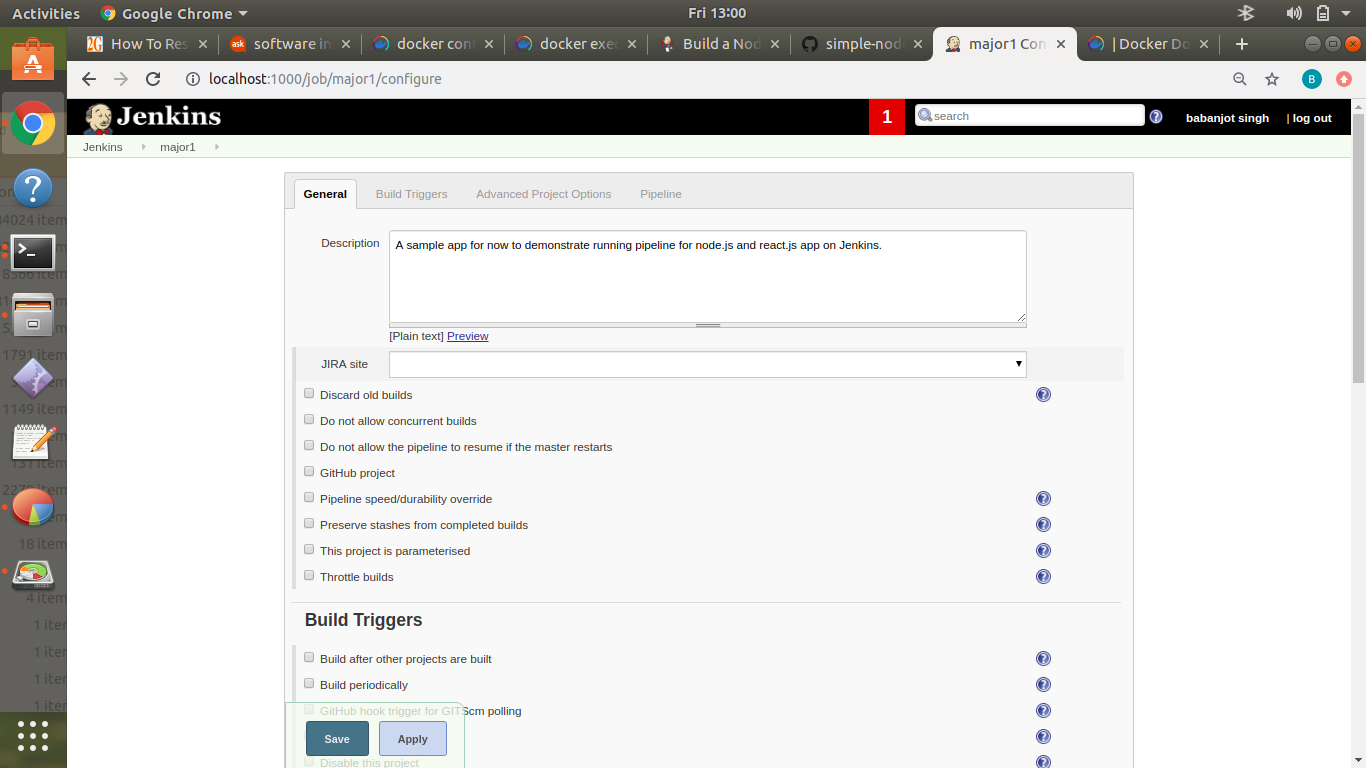 Activities Google Chrome Fri 13:00
How To Res software in docker con docker exe Build a Nod simple-nod major1 Con | Docker Do
localhost:1000/job/major1/configure B
Jenkins 1 search babanjot singh | log out
Jenkins major1
General Build Triggers Advanced Project Options Pipeline
Description A sample app for now to demonstrate running pipeline for node.js and react.js app on Jenkins.
[Plain text] Preview
JIRA site
Discard old builds
Do not allow concurrent builds
Do not allow the pipeline to resume if the master restarts
GitHub project
Pipeline speed/durability override
Preserve stashes from completed builds
This project is parameterised
Throttle builds
Build Triggers
Build after other projects are built
Build periodically
GitHub hook trigger for GITScm polling
Save Apply
Disable this project